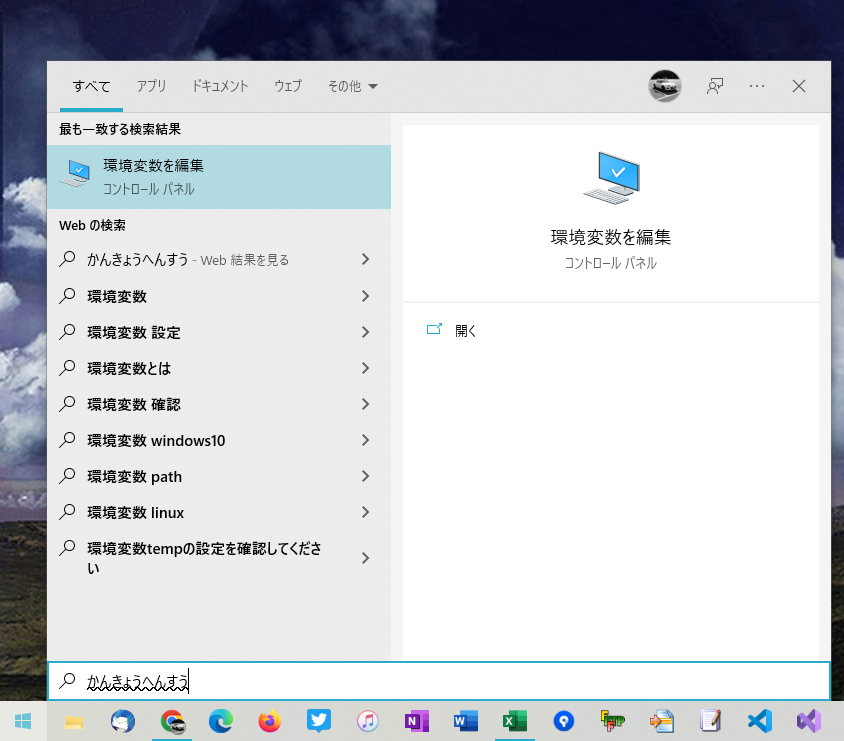 すべて アプリ ドキュメント ウェブ その他
最も一致する検索結果
環境変数を編集
コントロール パネル
Web の検索
かんきょうへんすう - Web 結果を見る
環境変数
環境変数 設定
環境変数とは
環境変数 確認
環境変数 windows10
環境変数 path
環境変数 linux
環境変数tempの設定を確認してくださ
い
環境変数を編集
コントロール パネル
開く
かんきょうへんすう